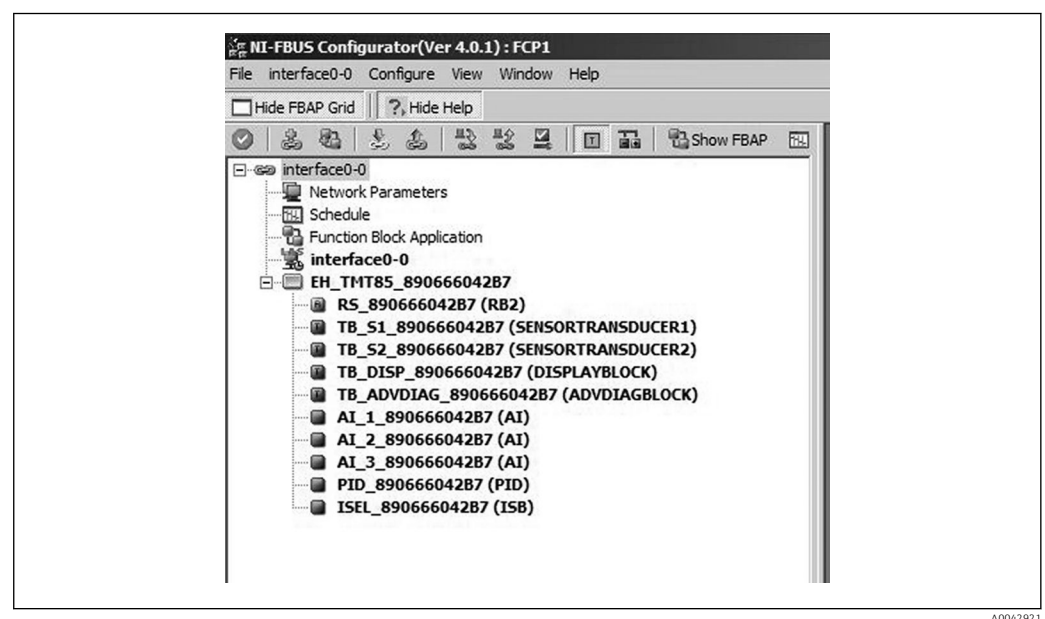 NI-FBUS Configurator(Ver 4.0.1) : FCP1
File interface0-0 Configure View Window Help
Hide FBAP Grid ? Hide Help
T Show FBAP
interface0-0
Network Parameters
Schedule
Function Block Application
interface0-0
EH_TMT85_890666042B7
RS_890666042B7 (RB2)
TB_S1_890666042B7 (SENSORTRANSDUCER1)
TB_S2_890666042B7 (SENSORTRANSDUCER2)
TB_DISP_890666042B7 (DISPLAYBLOCK)
TB_ADVDIAG_890666042B7 (ADVDIAGBLOCK)
AI_1_890666042B7 (AI)
AI_2_890666042B7 (AI)
AI_3_890666042B7 (AI)
PID_890666042B7 (PID)
ISEL_890666042B7 (ISB)
A0042921